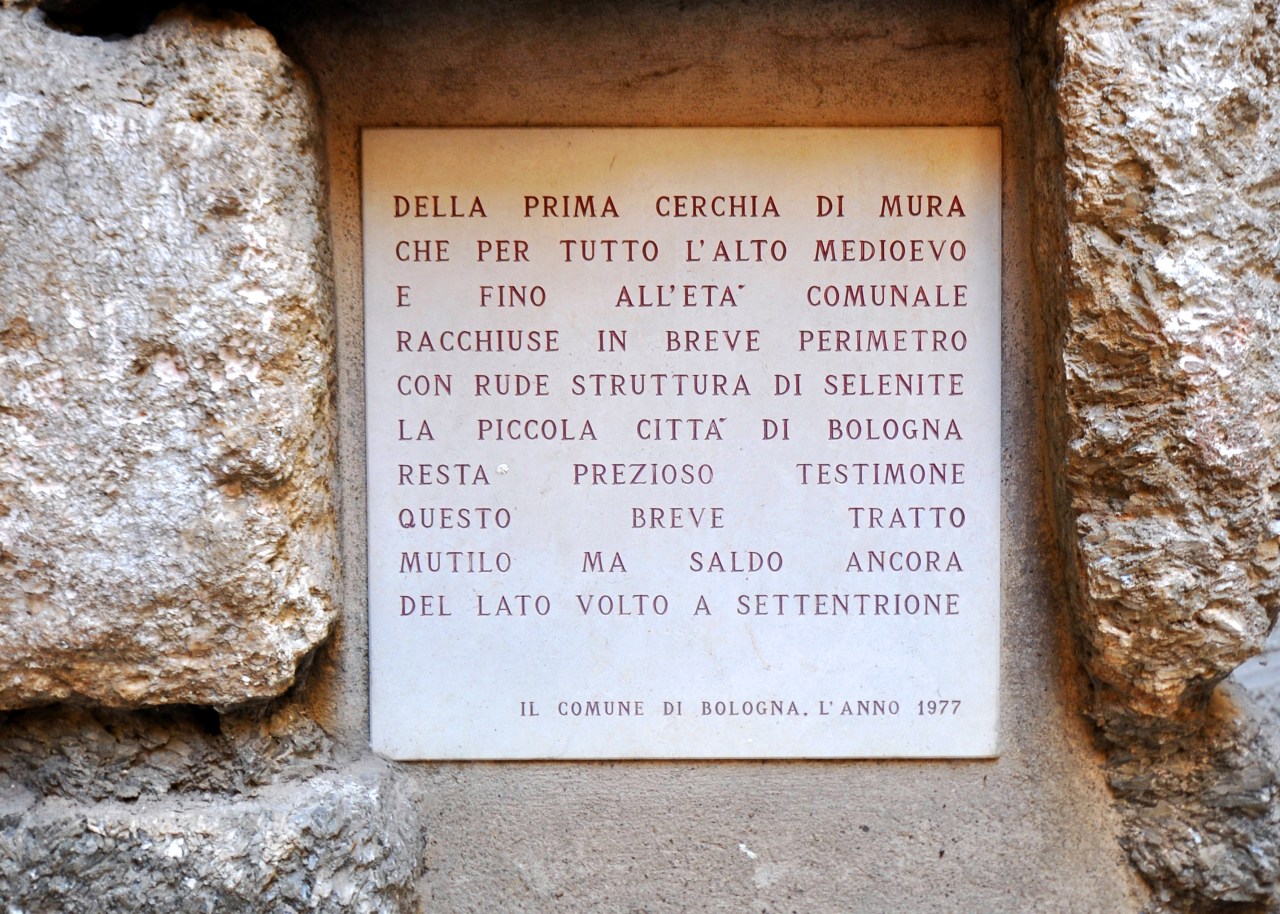 DELLA PRIMA CERCHIA DI MURA
CHE PER TUTTO L'ALTO MEDIOEVO
E FINO ALL'ETA´ COMUNALE
RACCHIUSE IN BREVE PERIMETRO
CON RUDE STRUTTURA DI SELENITE
LA PICCOLA CITTA´ DI BOLOGNA
RESTA PREZIOSO TESTIMONE
QUESTO BREVE TRATTO
MUTILO MA SALDO ANCORA
DEL LATO VOLTO A SETTENTRIONE
IL COMUNE DI BOLOGNA. L'ANNO 1977